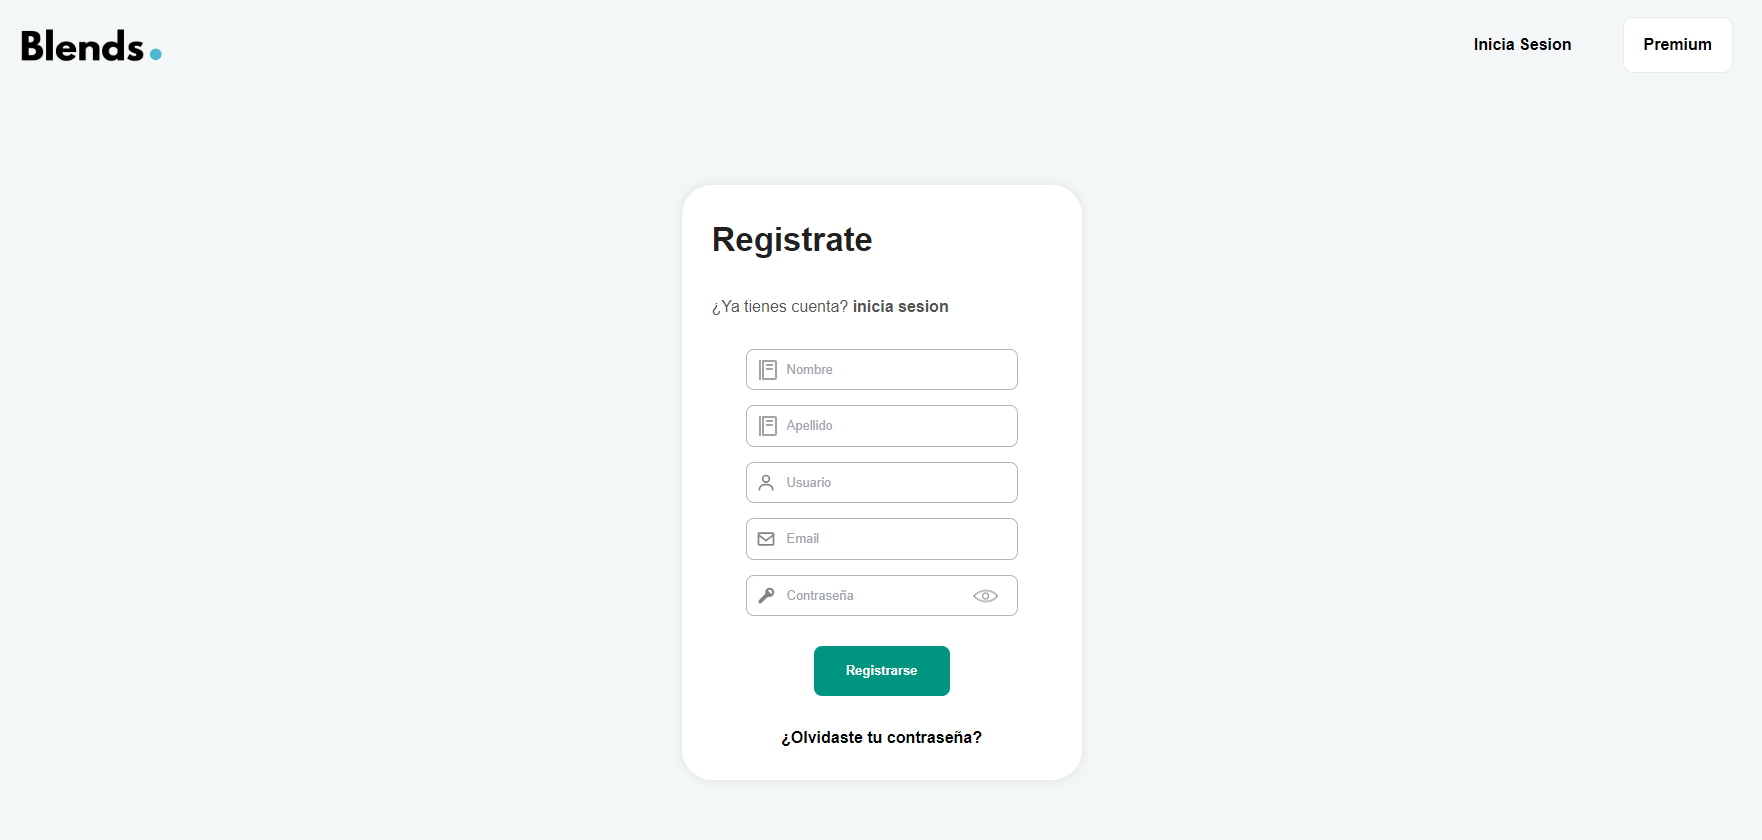 Blends.
Inicia Sesion
Premium
Registrate
¿Ya tienes cuenta? inicia sesion
Nombre
Apellido
Usuario
Email
Contraseña
Registrarse
¿Olvidaste tu contraseña?